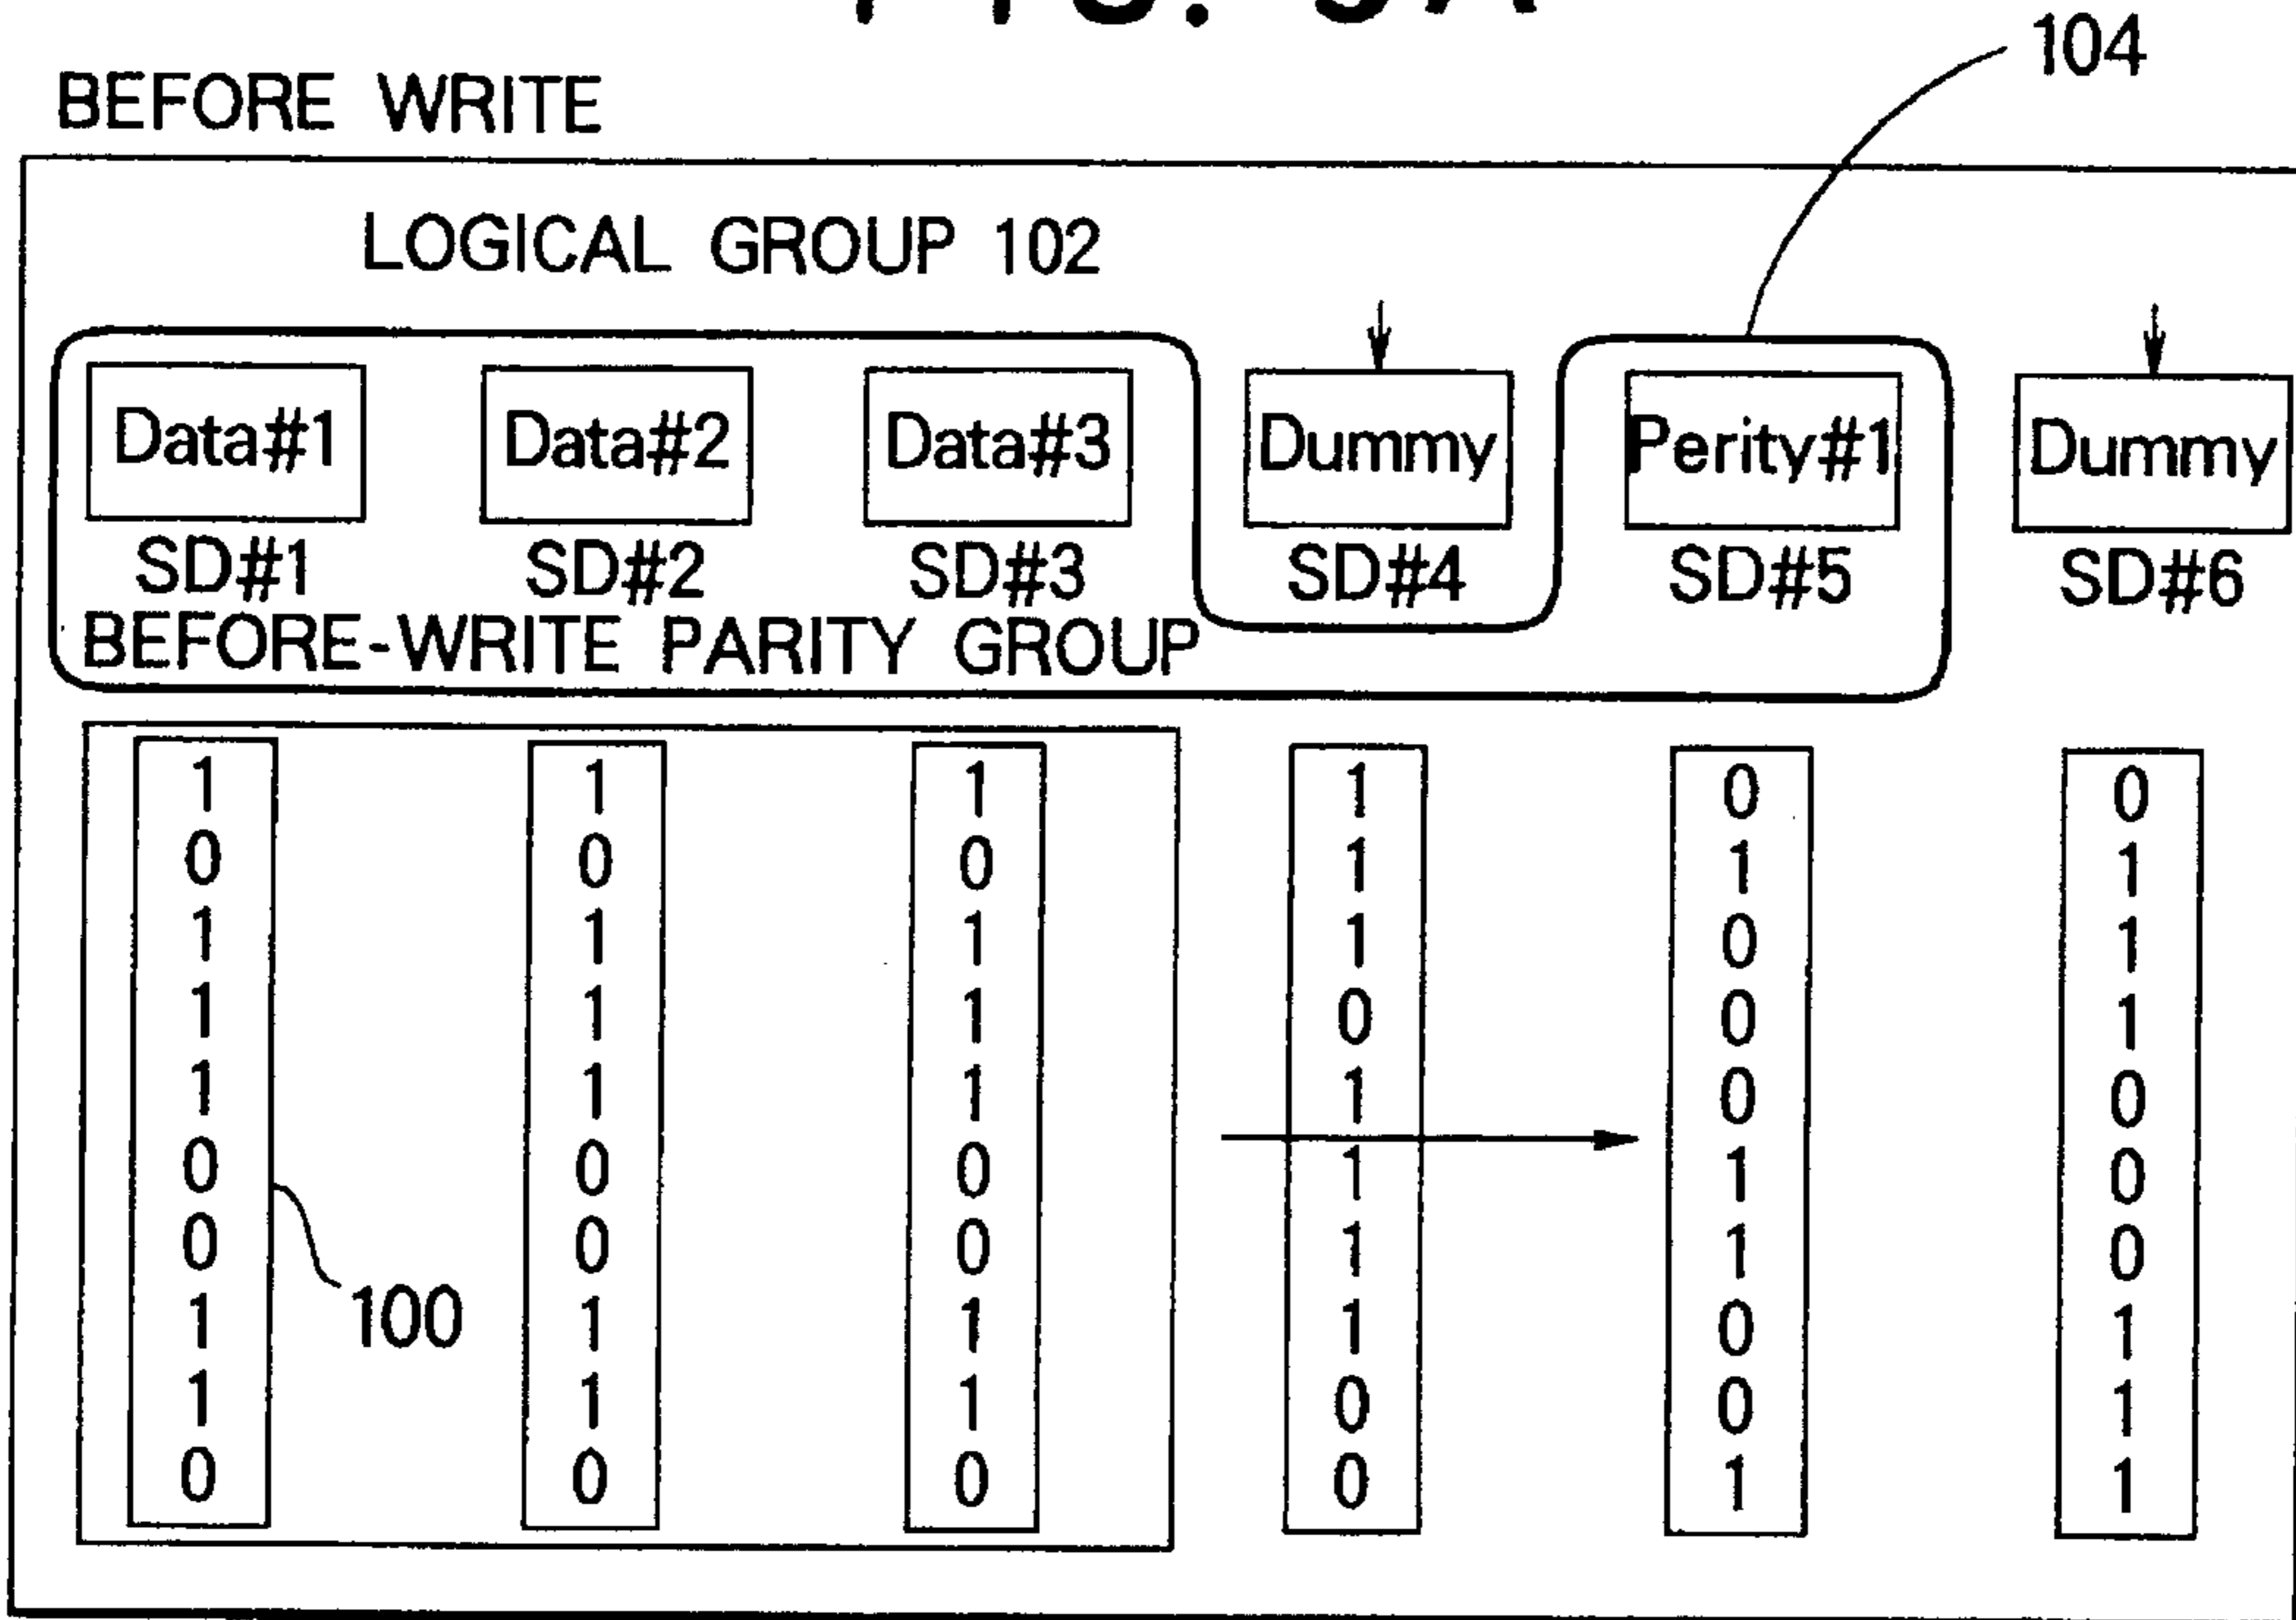 FIG.
104
BEFORE WRITE
LOGICAL GROUP 102
Data#1 Data#2 Data#3 Dummy Perity#1 Dummy
SD#1 SD#2 SD#3 SD#4 SD#5 SD#6
BEFORE-WRITE PARITY GROUP
1 1 1 1 0 0
0 0 0 1 1 1
1 1 1 1 0 1
1 1 1 0 0 1
1 1 1 1 0 0
0 0 0 1 1 0
0 0 0 1 1 0
100
1 1 1 1 0 1
1 1 1 0 0 1
0 0 0 0 1 1